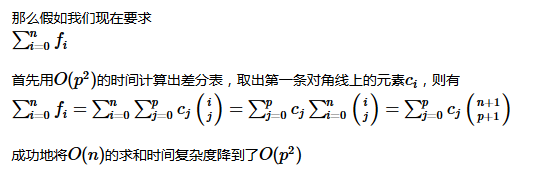 那么假如我们现在要求
$\sum_{i=0}^{n} f_i$
首先用$O(p^2)$的时间计算出差分表，取出第一条对角线上的元素$c_i$，则有
$\sum_{i=0}^{n} f_i = \sum_{i=0}^{n} \sum_{j=0}^{p} c_j \binom{i}{j} = \sum_{j=0}^{p} c_j \sum_{i=0}^{n} \binom{i}{j} = \sum_{j=0}^{p} c_j \binom{n+1}{p+1}$
成功地将$O(n)$的求和时间复杂度降到了$O(p^2)$